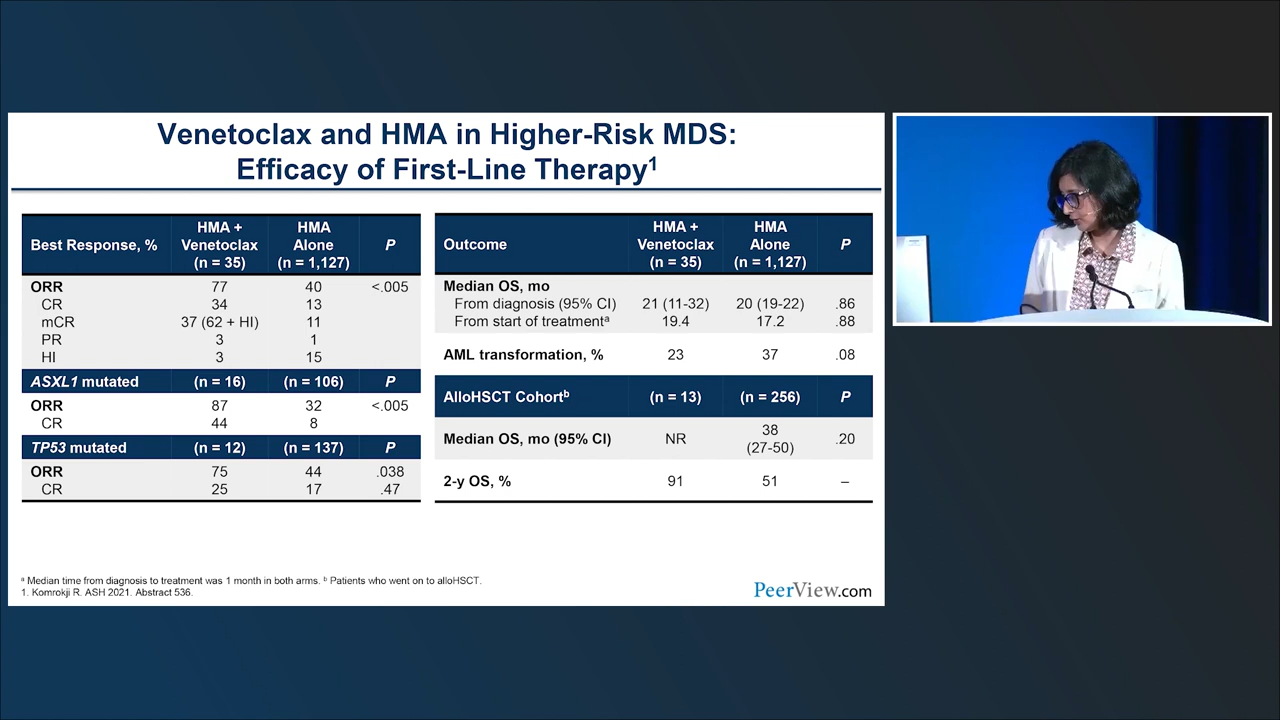 Venetoclax and HMA in Higher-Risk MDS:
Efficacy of First-Line Therapy¹
Best Response, % HMA + Venetoclax (n = 35) HMA Alone (n = 1,127) P
ORR 77 40 <.005
CR 34 13
mCR 37 (62 + HI) 11
PR 3 1
HI 3 15
ASXL1 mutated (n = 16) (n = 106) P
ORR 87 32 <.005
CR 44 8
TP53 mutated (n = 12) (n = 137) P
ORR 75 44 .038
CR 25 17 .47
Outcome HMA + Venetoclax (n = 35) HMA Alone (n = 1,127) P
Median OS, mo
From diagnosis (95% CI) 21 (11-32) 20 (19-22) .86
From start of treatmentᵃ 19.4 17.2 .88
AML transformation, % 23 37 .08
AlloHSCT Cohortᵇ (n = 13) (n = 256) P
Median OS, mo (95% CI) NR 38 (27-50) .20
2-y OS, % 91 51 –
ᵃ Median time from diagnosis to treatment was 1 month in both arms. ᵇ Patients who went on to alloHSCT.
1. Komrokji R. ASH 2021. Abstract 536.
PeerView.com